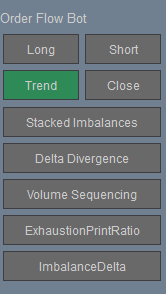 Order Flow Bot
Long Short
Trend Close
Stacked Imbalances
Delta Divergence
Volume Sequencing
ExhaustionPrintRatio
ImbalanceDelta